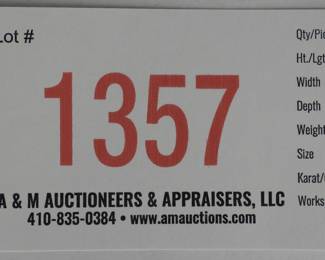 Lot #
1357
A & M AUCTIONEERS & APPRAISERS, LLC
410-835-0384 • www.amauctions.com
Qty/Pie
Ht./Lgt
Width
Depth
Weight
Size
Karat/
Works